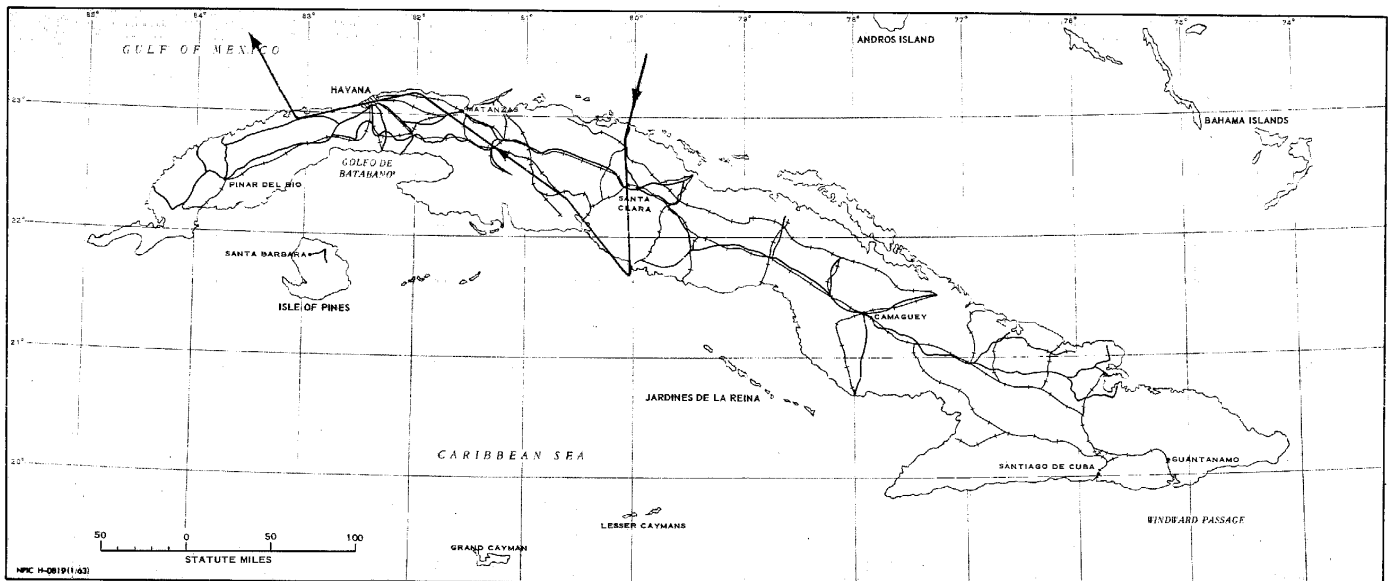 85°
84°
83°
82°
81°
80°
79°
78°
77°
76°
75°
74°
GULF OF MEXICO
ANDROS ISLAND
HAVANA
23°
MATANZAS
BAHAMA ISLANDS
GOLFO DE
BATABANO
PINAR DEL RIO
SANTA
CLARA
22°
SANTA BARBARA
ISLE OF PINES
CAMAGUEY
21°
JARDINES DE LA REINA
CARIBBEAN SEA
20°
SANTIAGO DE CUBA
GUANTANAMO
LESSER CAYMANS
WINDWARD PASSAGE
50 0 50 100
STATUTE MILES
GRAND CAYMAN
NPIC H-0819 (1/63)